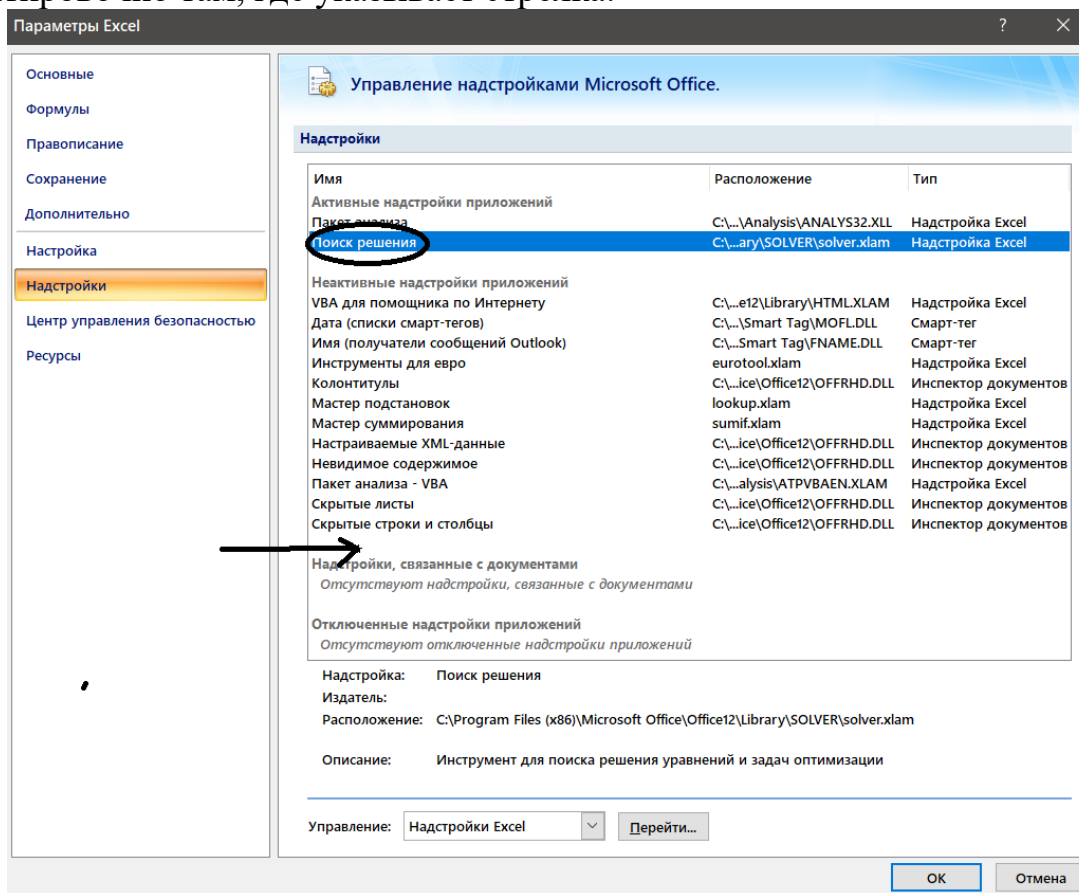 там, где указывает
Параметры Excel
Основные
Формулы
Правописание
Сохранение
Дополнительно
Настройка
Надстройки
Центр управления безопасностью
Ресурсы
Управление надстройками Microsoft Office.
Надстройки
Имя Расположение Тип
Активные надстройки приложений
Пакет анализа C:\...\Analysis\ANALYS32.XLL Надстройка Excel
Поиск решения C:\...ary\SOLVER\solver.xlam Надстройка Excel
Неактивные надстройки приложений
VBA для помощника по Интернету C:\...e12\Library\HTML.XLAM Надстройка Excel
Дата (списки смарт-тегов) C:\...\Smart Tag\MOFL.DLL Смарт-тег
Имя (получатели сообщений Outlook) C:\...Smart Tag\FNAME.DLL Смарт-тег
Инструменты для евро eurotool.xlam Надстройка Excel
Колонтитулы C:\...ice\Office12\OFFRHD.DLL Инспектор документов
Мастер подстановок lookup.xlam Надстройка Excel
Мастер суммирования sumif.xlam Надстройка Excel
Настраиваемые XML-данные C:\...ice\Office12\OFFRHD.DLL Инспектор документов
Невидимое содержимое C:\...ice\Office12\OFFRHD.DLL Инспектор документов
Пакет анализа - VBA C:\...alysis\ATPVBAEN.XLAM Надстройка Excel
Скрытые листы C:\...ice\Office12\OFFRHD.DLL Инспектор документов
Скрытые строки и столбцы C:\...ice\Office12\OFFRHD.DLL Инспектор документов
Надстройки, связанные с документами
Отсутствуют надстройки, связанные с документами
Отключенные надстройки приложений
Отсутствуют отключенные надстройки приложений
Надстройка: Поиск решения
Издатель:
Расположение: C:\Program Files (x86)\Microsoft Office\Office12\Library\SOLVER\solver.xlam
Описание: Инструмент для поиска решения уравнений и задач оптимизации
Управление: Надстройки Excel Перейти...
ОК Отмена